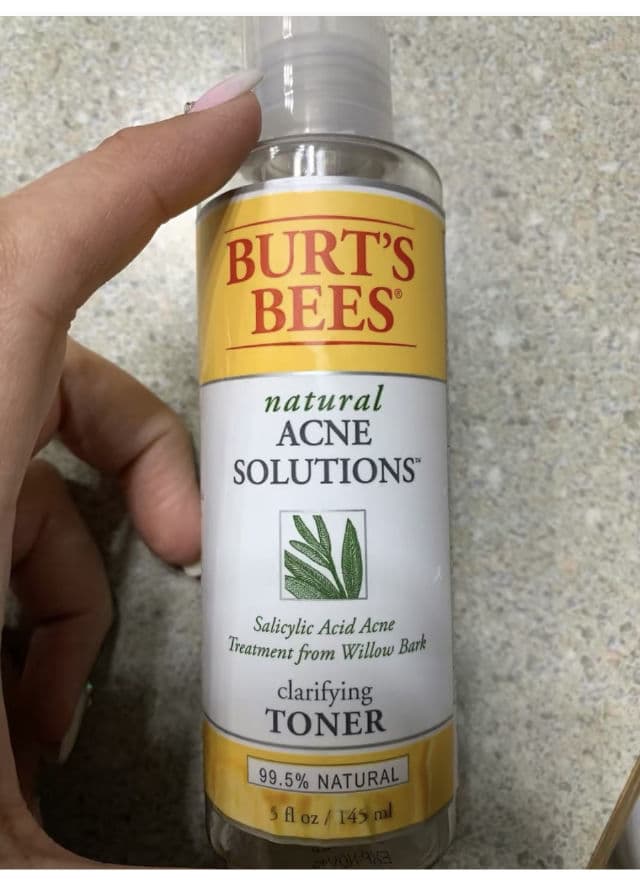 BURT'S
BEES®
natural
ACNE
SOLUTIONS™
Salicylic Acid Acne
Treatment from Willow Bark
clarifying
TONER
99.5% NATURAL
5 fl oz / 145 ml